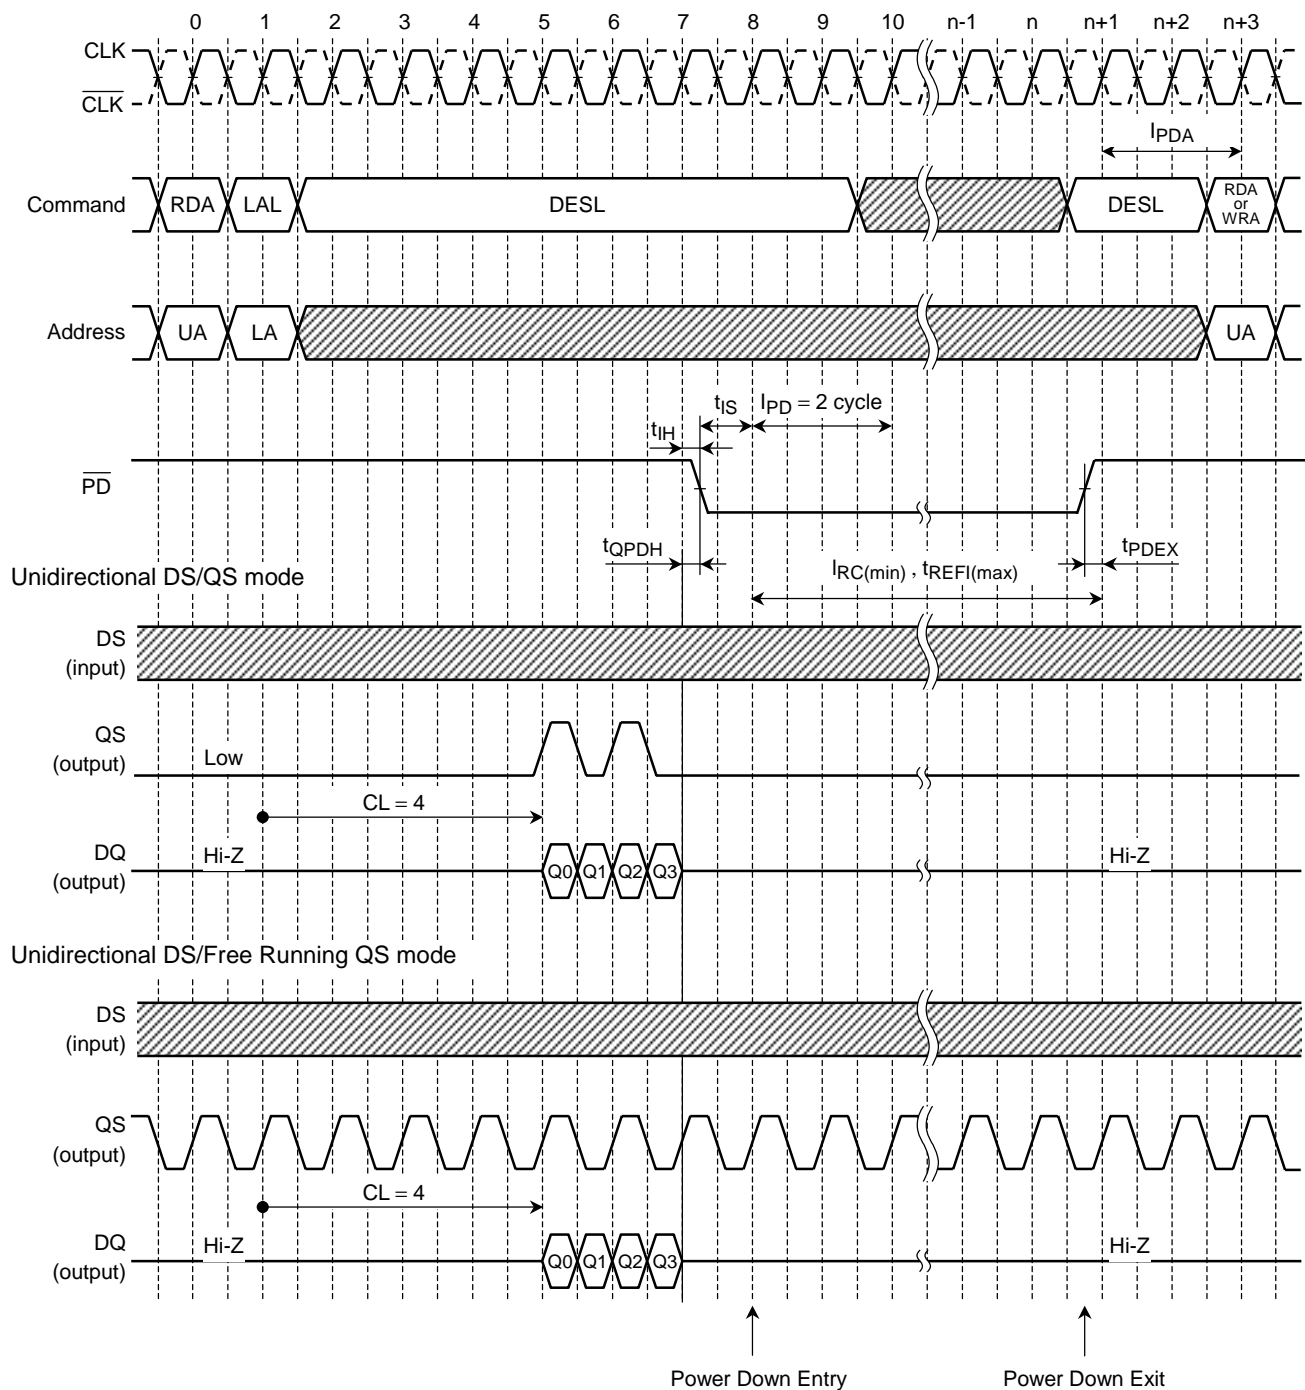 0 1 2 3 4 5 6 7 8 9 10 n-1 n n+1 n+2 n+3
CLK
CLK
IPDA
Command RDA LAL DESL DESL RDA or WRA
Address UA LA UA
tIS IPD = 2 cycle
tIH
PD
tQPDH IRC(min) , tREFI(max) tPDEX
Unidirectional DS/QS mode
DS
(input)
QS
(output) Low
CL = 4
DQ
(output) Hi-Z Q0 Q1 Q2 Q3 Hi-Z
Unidirectional DS/Free Running QS mode
DS
(input)
QS
(output)
CL = 4
DQ
(output) Hi-Z Q0 Q1 Q2 Q3 Hi-Z
Power Down Entry Power Down Exit